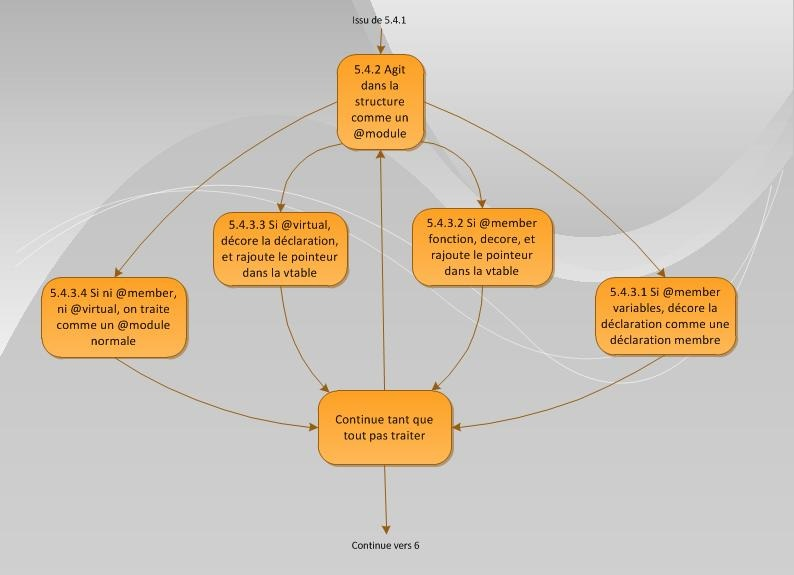 Issu de 5.4.1
5.4.2 Agit
dans la
structure
comme un
@module
5.4.3.3 Si @virtual,
décore la déclaration,
et rajoute le pointeur
dans la vtable
5.4.3.2 Si @member
fonction, decore, et
rajoute le pointeur
dans la vtable
5.4.3.4 Si ni @member,
ni @virtual, on traite
comme un @module
normale
5.4.3.1 Si @member
variables, décore la
déclaration comme une
déclaration membre
Continue tant que
tout pas traiter
Continue vers 6